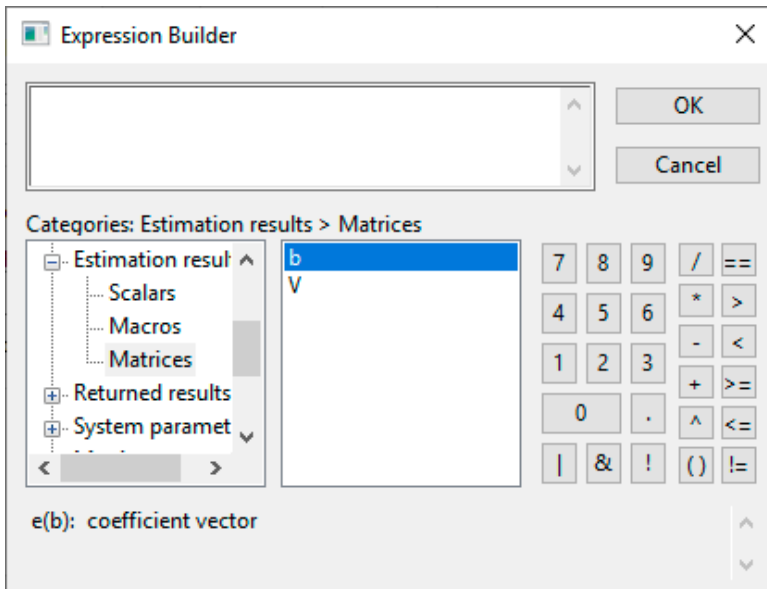 Expression Builder
OK
Cancel
Categories: Estimation results > Matrices
Estimation resul
Scalars
Macros
Matrices
Returned results
System paramet
b
V
7 8 9 / ==
4 5 6 * >
1 2 3 - <
0 . + >=
^ <=
| & ! () !=
e(b): coefficient vector